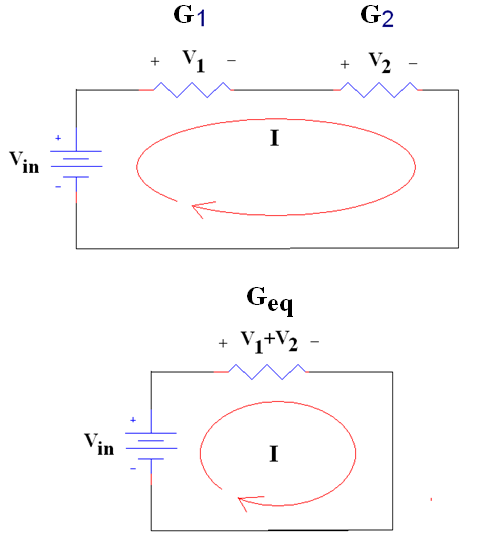 G1 G2
+ V1 − + V2 −
I
+
Vin
−
Geq
+ V1+V2 −
+
Vin
I
−